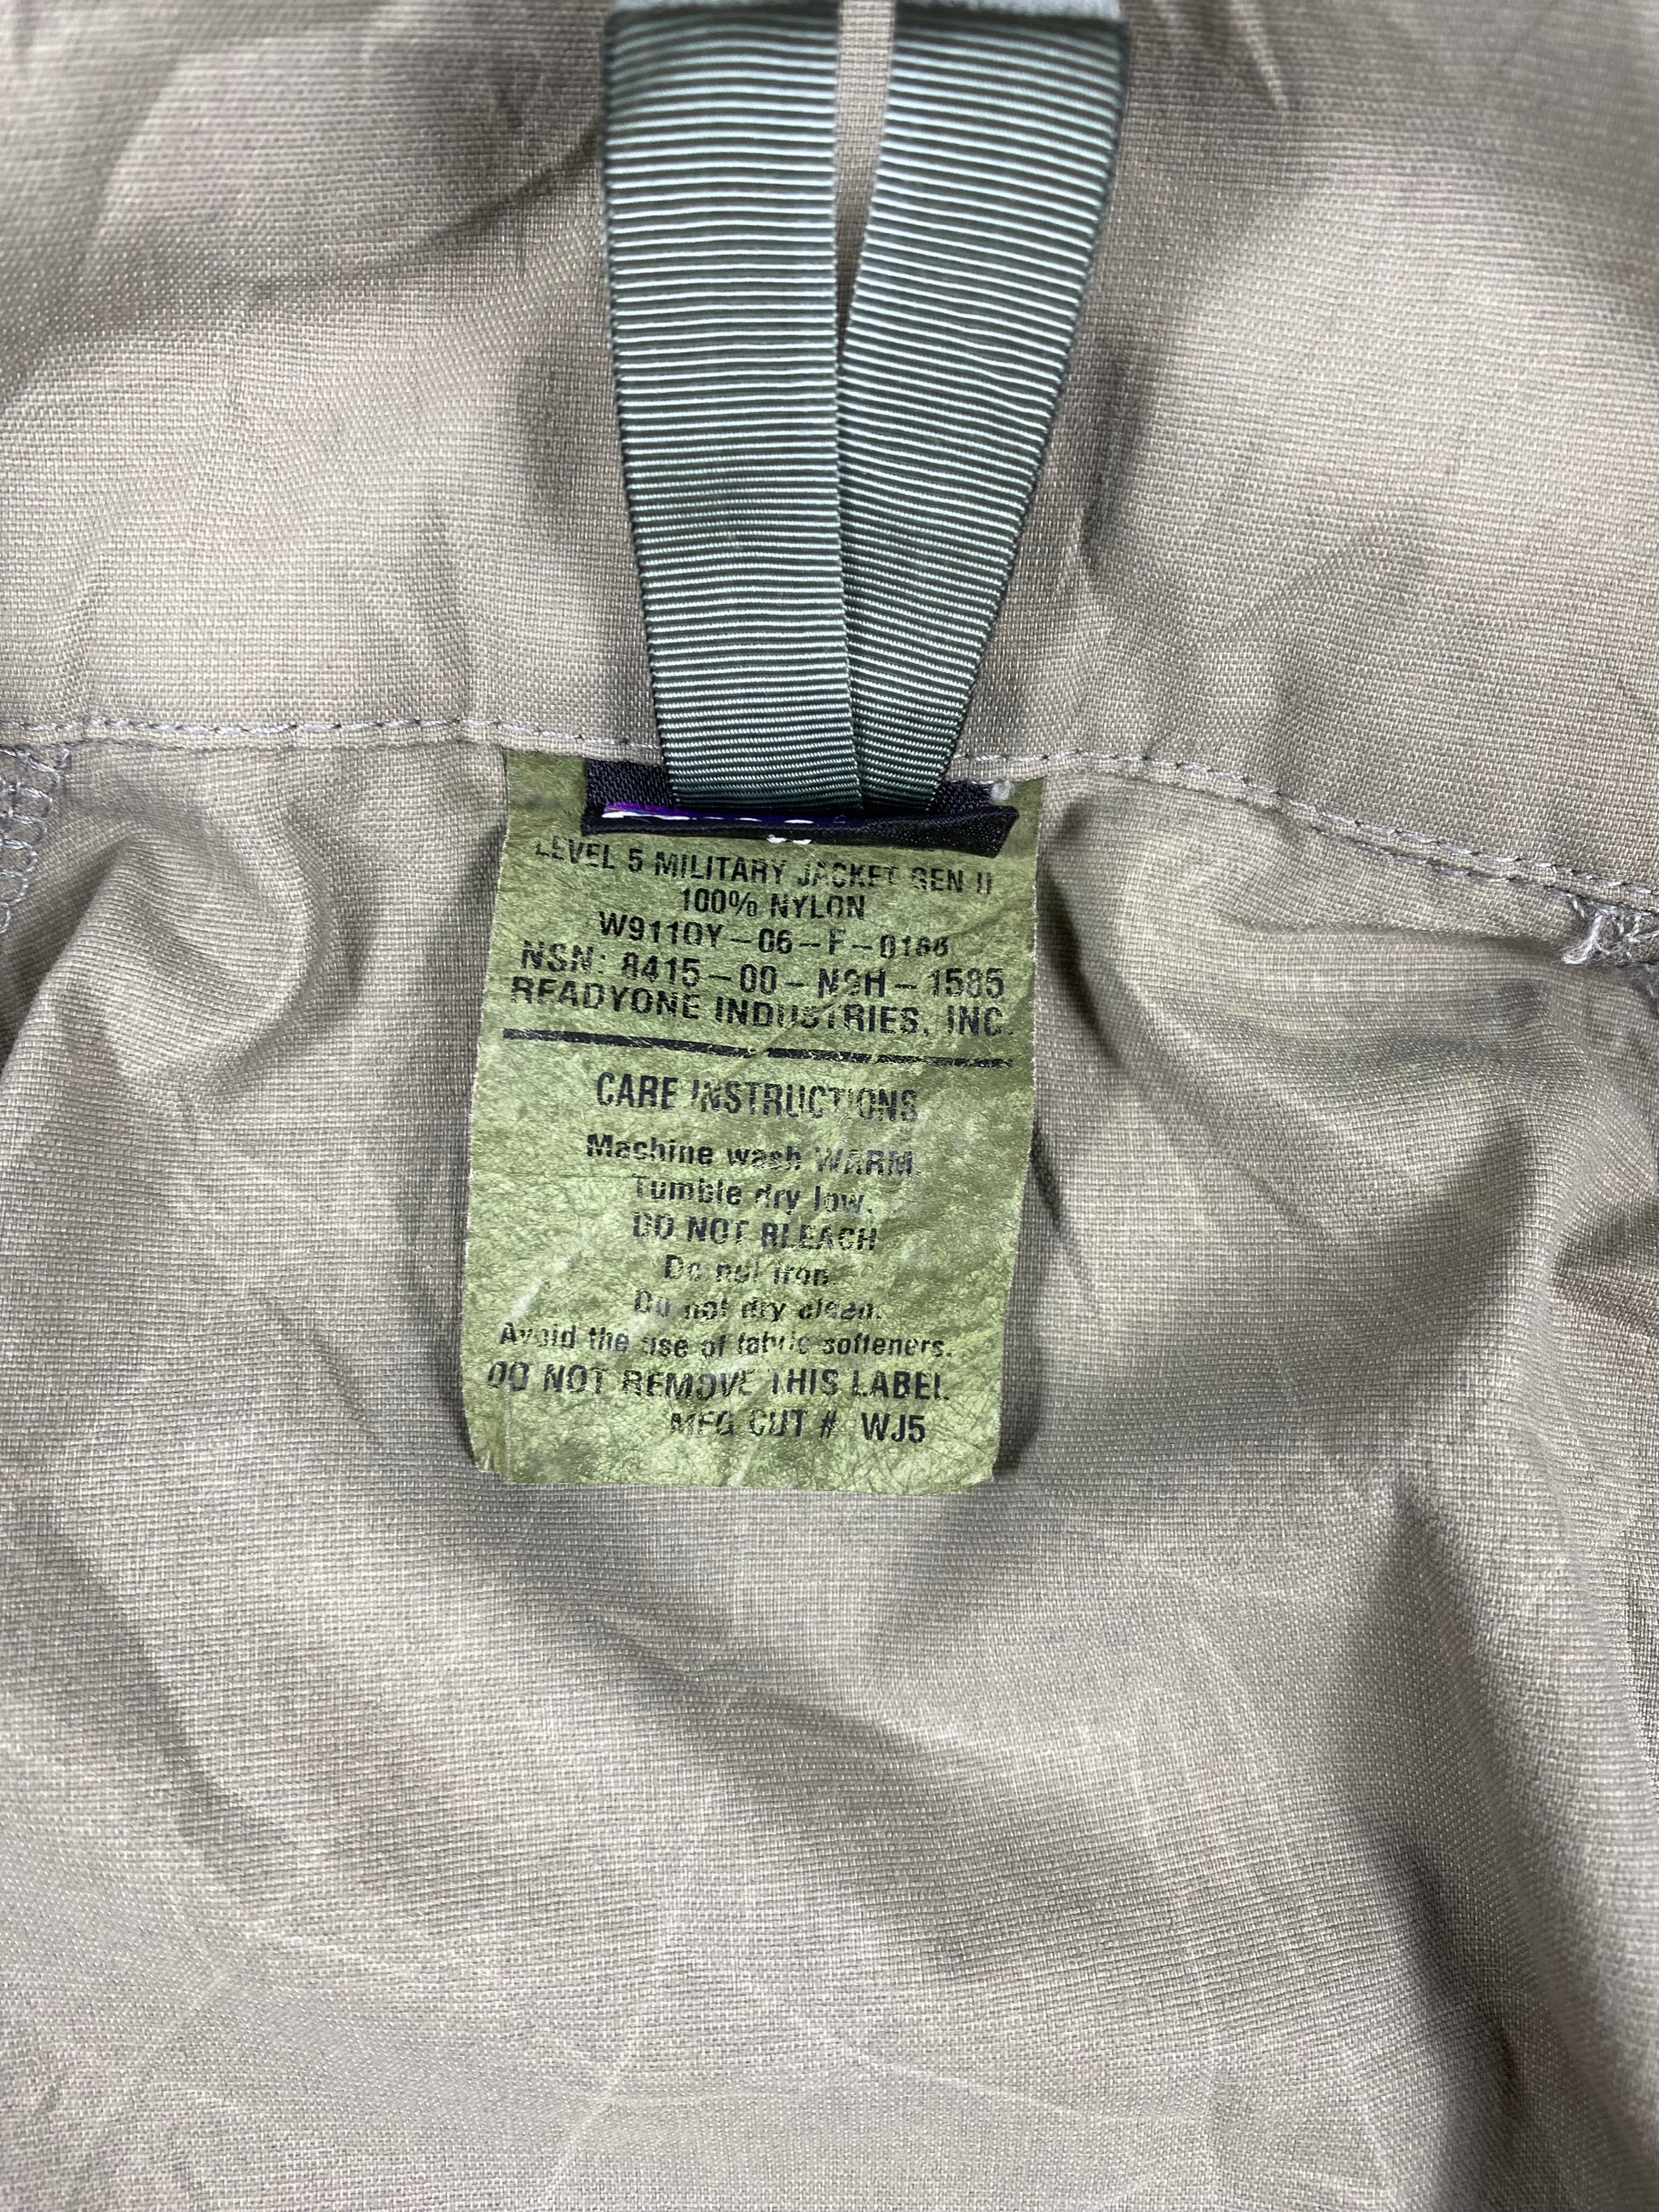 LEVEL 5 MILITARY JACKET GEN II
100% NYLON
W911QY-06-F-0166
NSN: 8415-00-N9H-1585
READYONE INDUSTRIES, INC.
CARE INSTRUCTIONS
Machine wash WARM.
Tumble dry low.
DO NOT BLEACH
Do not iron
Do not dry clean.
Avoid the use of fabric softeners.
DO NOT REMOVE THIS LABEL
MFG CUT # WJ5